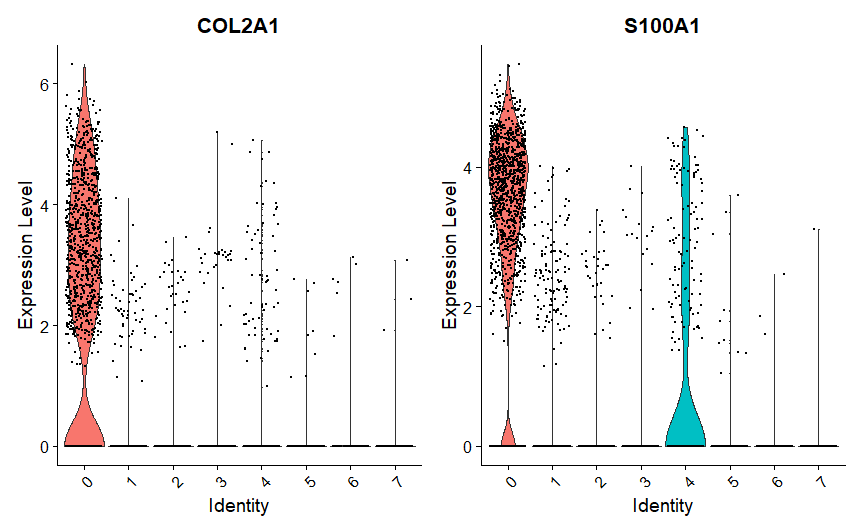 COL2A1
S100A1
Expression Level
6
4
2
0
0 1 2 3 4 5 6 7
Identity
Expression Level
4
2
0
0 1 2 3 4 5 6 7
Identity